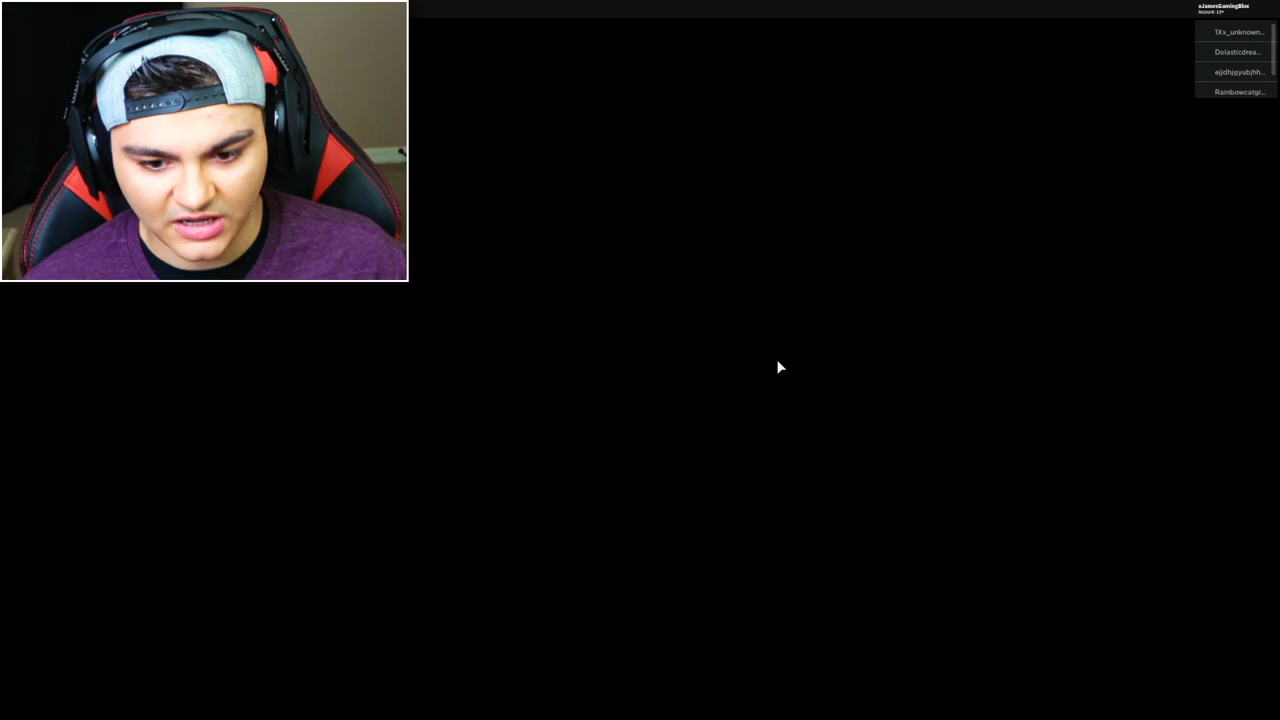 xJamesGamingBlox
Account: 13+
1Xx_unknown...
Dolasticdrea...
ejjdhjgyubjhh...
Rainbowcatgi...